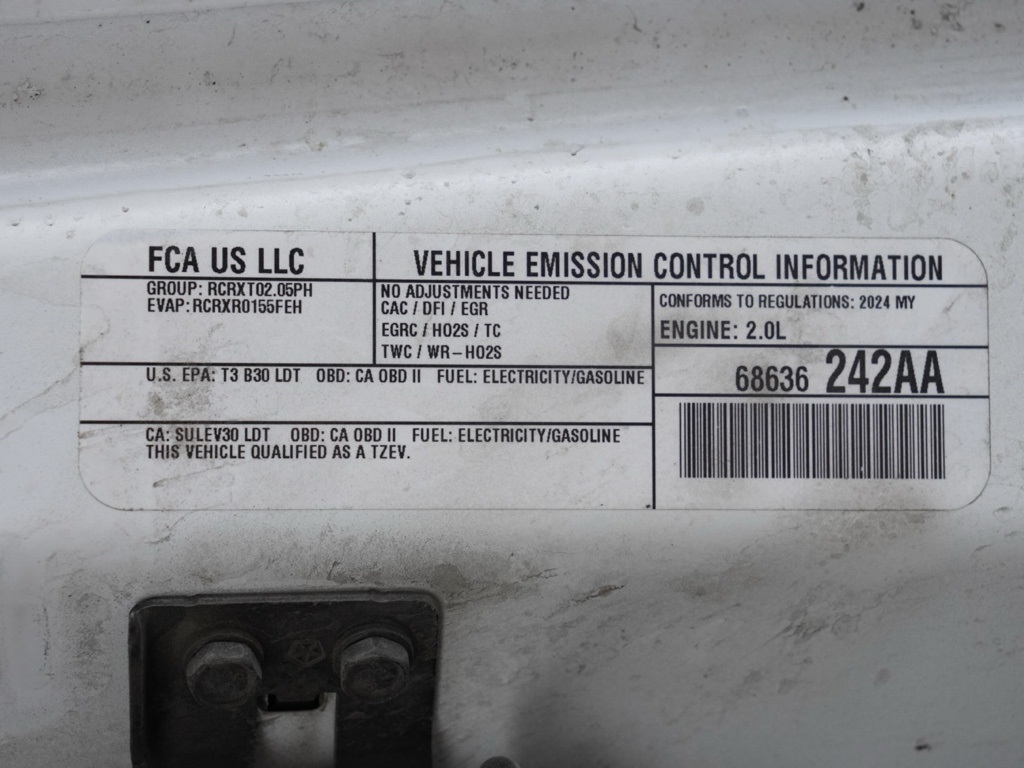 FCA US LLC
VEHICLE EMISSION CONTROL INFORMATION
GROUP: RCRXT02.05PH
EVAP: RCRXR0155FEH
NO ADJUSTMENTS NEEDED
CAC / DFI / EGR
EGRC / HO2S / TC
TWC / WR-HO2S
CONFORMS TO REGULATIONS: 2024 MY
ENGINE: 2.0L
U.S. EPA: T3 B30 LDT OBD: CA OBD II FUEL: ELECTRICITY/GASOLINE
68636 242AA
CA: SULEV30 LDT OBD: CA OBD II FUEL: ELECTRICITY/GASOLINE
THIS VEHICLE QUALIFIED AS A TZEV.